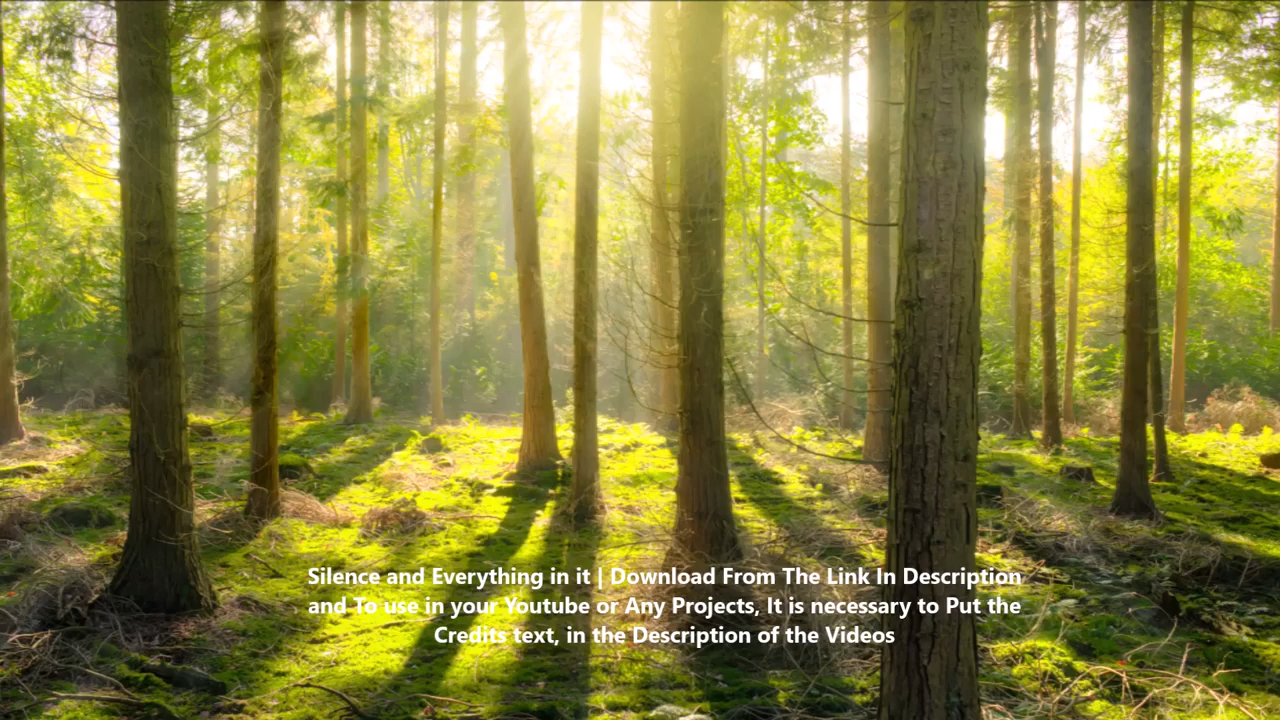 Silence and Everything in it | Download From The Link In Description
and To use in your Youtube or Any Projects, It is necessary to Put the
Credits text, in the Description of the Videos